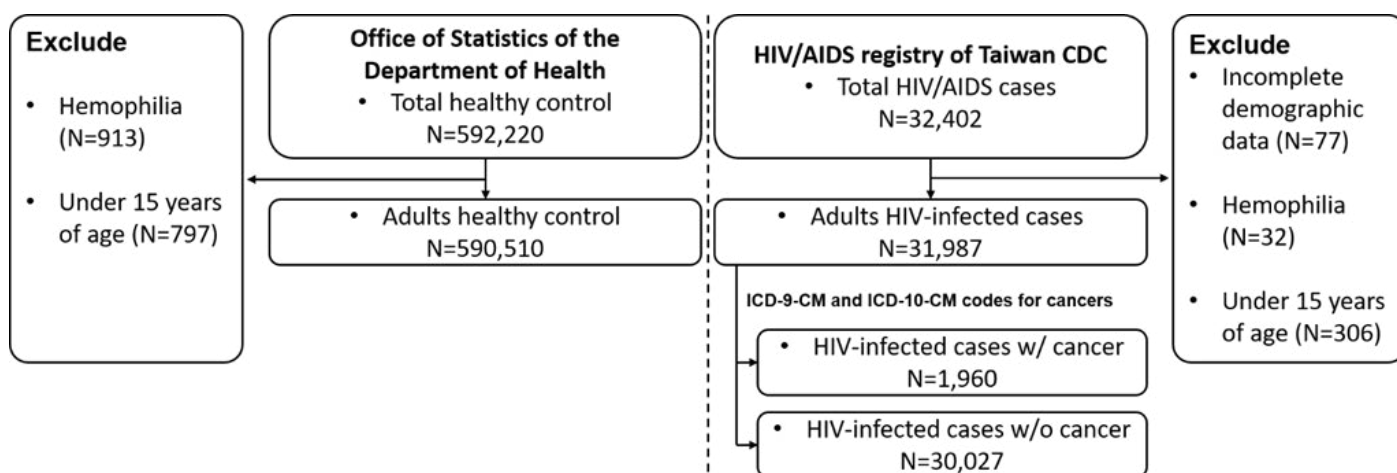 Exclude
• Hemophilia
(N=913)
• Under 15 years
of age (N=797)
Office of Statistics of the
Department of Health
• Total healthy control
N=592,220
• Adults healthy control
N=590,510
HIV/AIDS registry of Taiwan CDC
• Total HIV/AIDS cases
N=32,402
• Adults HIV-infected cases
N=31,987
ICD-9-CM and ICD-10-CM codes for cancers
• HIV-infected cases w/ cancer
N=1,960
• HIV-infected cases w/o cancer
N=30,027
Exclude
• Incomplete
demographic
data (N=77)
• Hemophilia
(N=32)
• Under 15 years
of age (N=306)